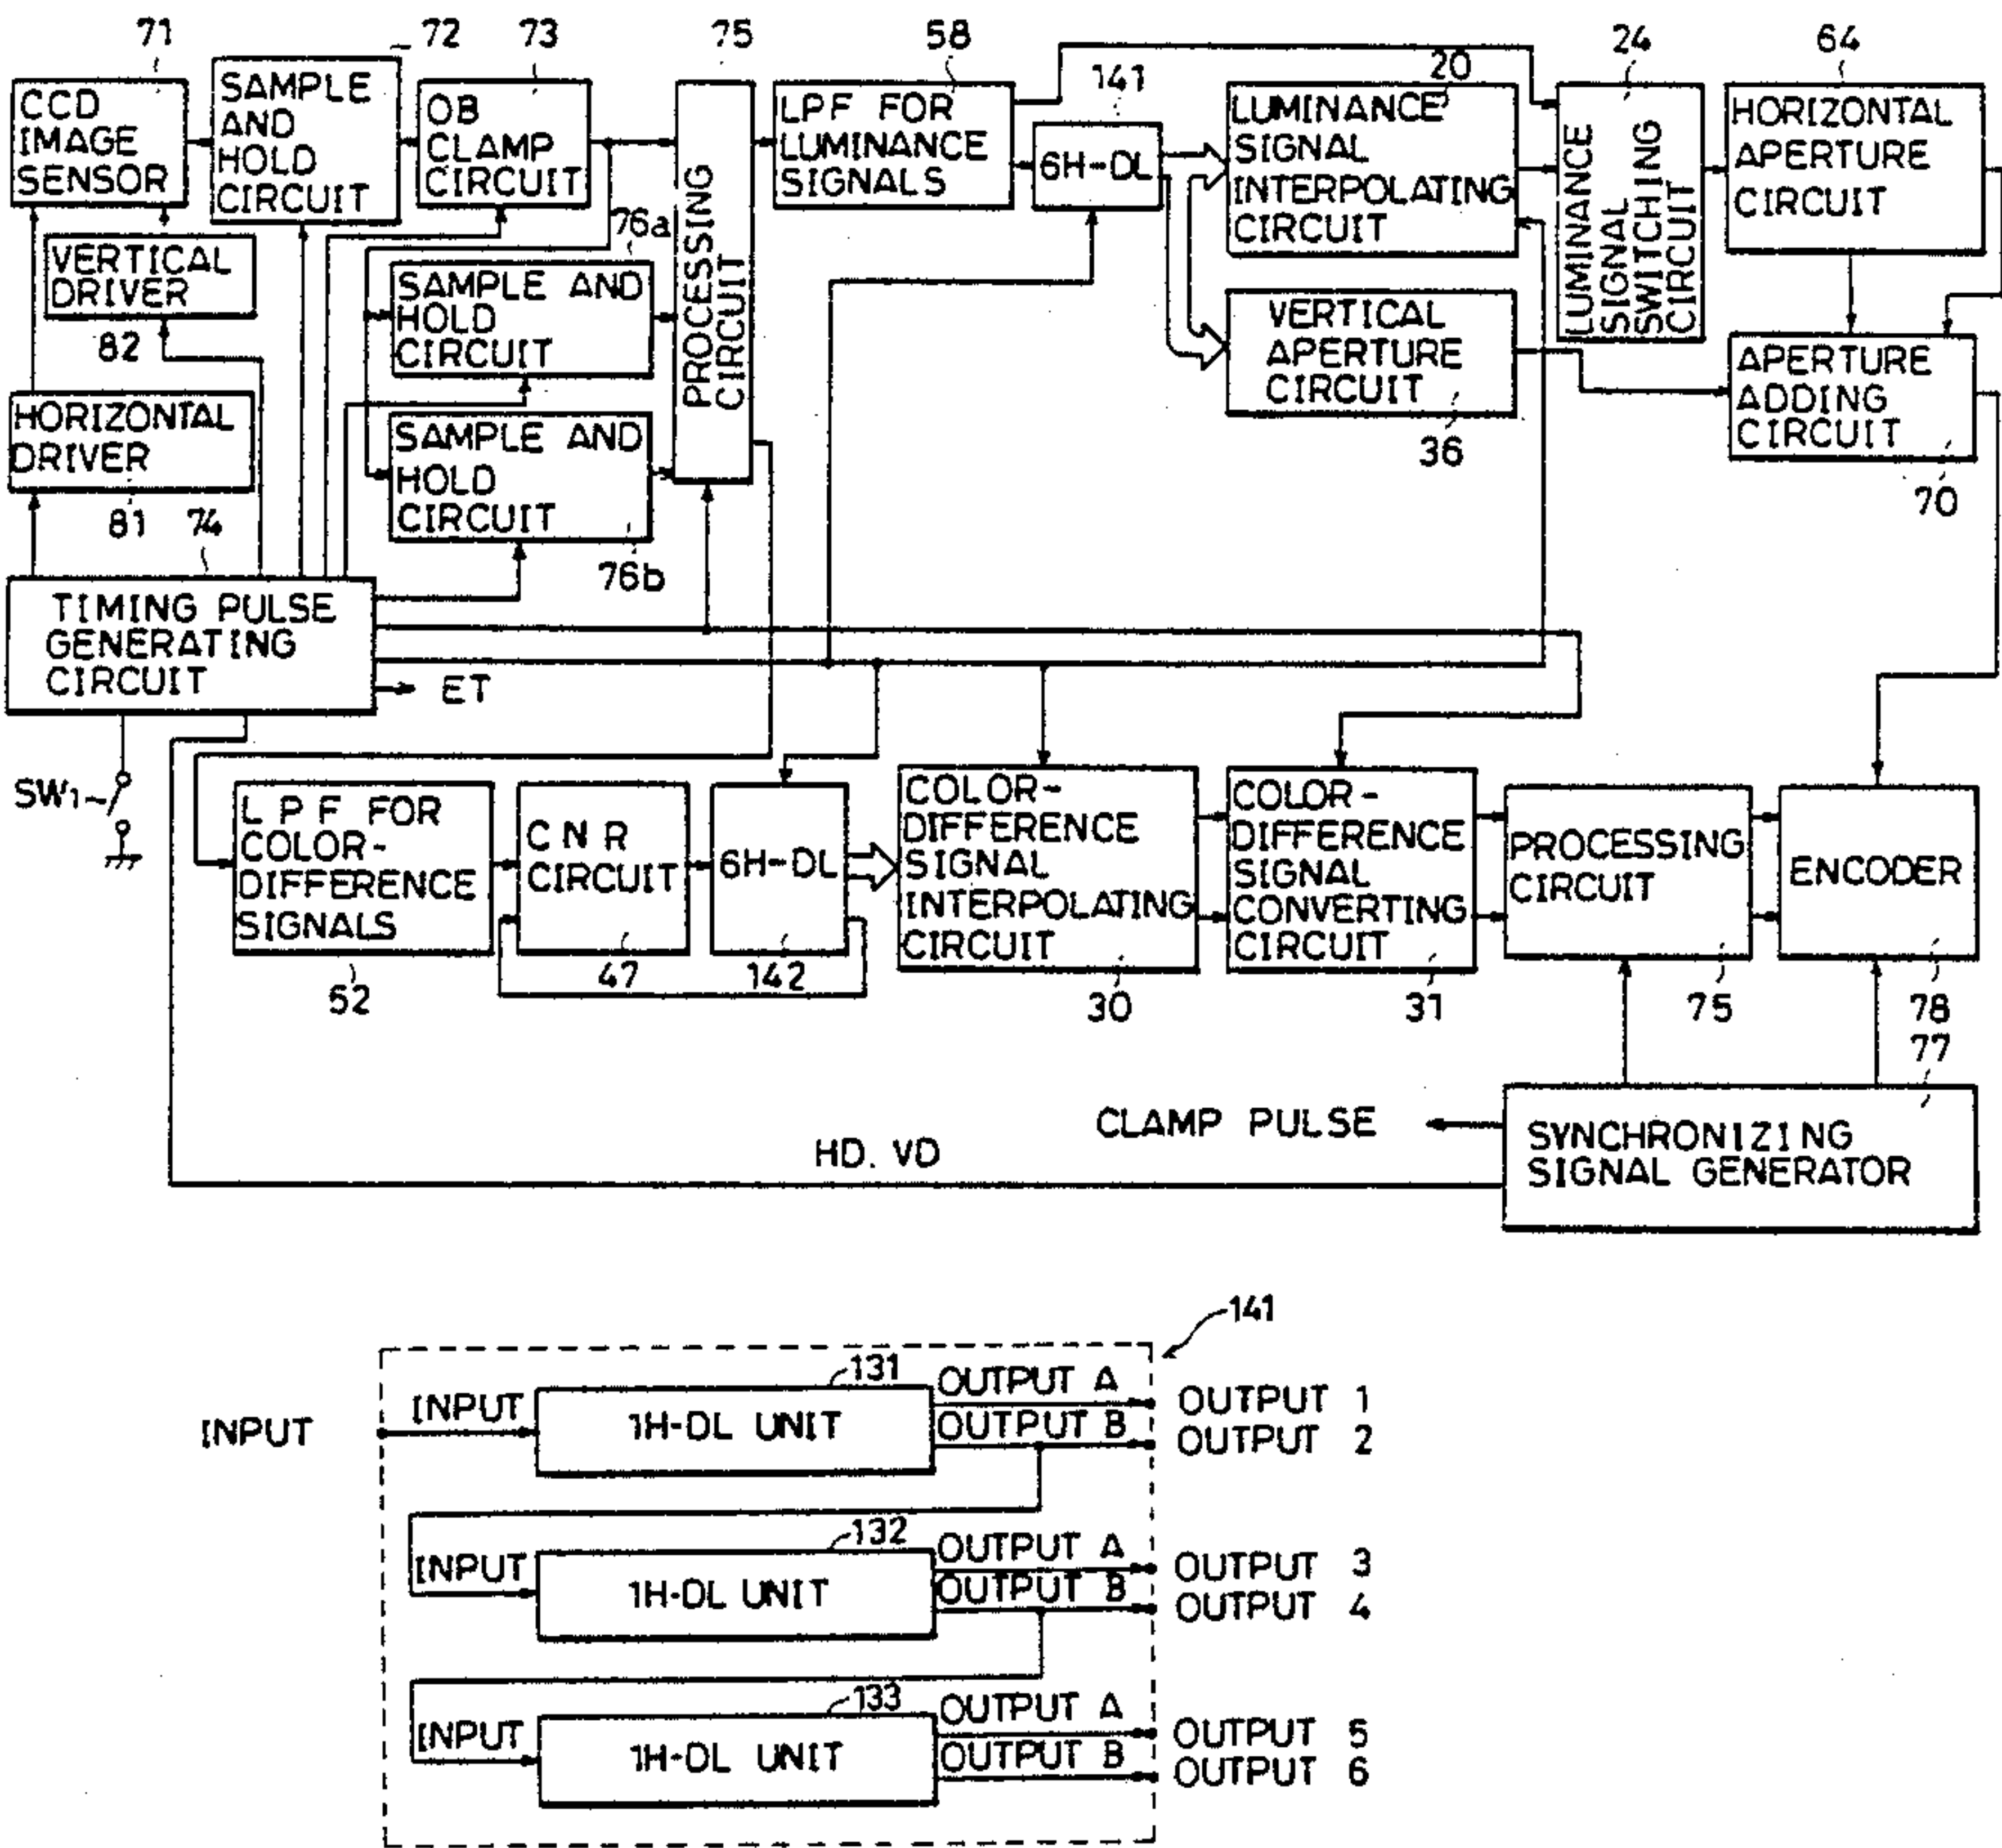 71
72
73
75
58
141
20
24
64
CCD
IMAGE
SENSOR
SAMPLE
AND
HOLD
CIRCUIT
OB
CLAMP
CIRCUIT
PROCESSING
CIRCUIT
LPF FOR
LUMINANCE
SIGNALS
6H-DL
LUMINANCE
SIGNAL
INTERPOLATING
CIRCUIT
LUMINANCE
SIGNAL
SWITCHING
CIRCUIT
HORIZONTAL
APERTURE
CIRCUIT
VERTICAL
DRIVER
82
76a
SAMPLE AND
HOLD
CIRCUIT
VERTICAL
APERTURE
CIRCUIT
36
APERTURE
ADDING
CIRCUIT
70
HORIZONTAL
DRIVER
81
74
SAMPLE AND
HOLD
CIRCUIT
76b
TIMING PULSE
GENERATING
CIRCUIT
ET
SW1
L P F FOR
COLOR-
DIFFERENCE
SIGNALS
52
C N R
CIRCUIT
47
6H-DL
142
COLOR-
DIFFERENCE
SIGNAL
INTERPOLATING
CIRCUIT
30
COLOR-
DIFFERENCE
SIGNAL
CONVERTING
CIRCUIT
31
PROCESSING
CIRCUIT
75
ENCODER
78
77
CLAMP PULSE
HD. VD
SYNCHRONIZING
SIGNAL GENERATOR
141
131
INPUT
INPUT
1H-DL UNIT
OUTPUT A
OUTPUT 1
OUTPUT B
OUTPUT 2
132
INPUT
1H-DL UNIT
OUTPUT A
OUTPUT 3
OUTPUT B
OUTPUT 4
133
INPUT
1H-DL UNIT
OUTPUT A
OUTPUT 5
OUTPUT B
OUTPUT 6